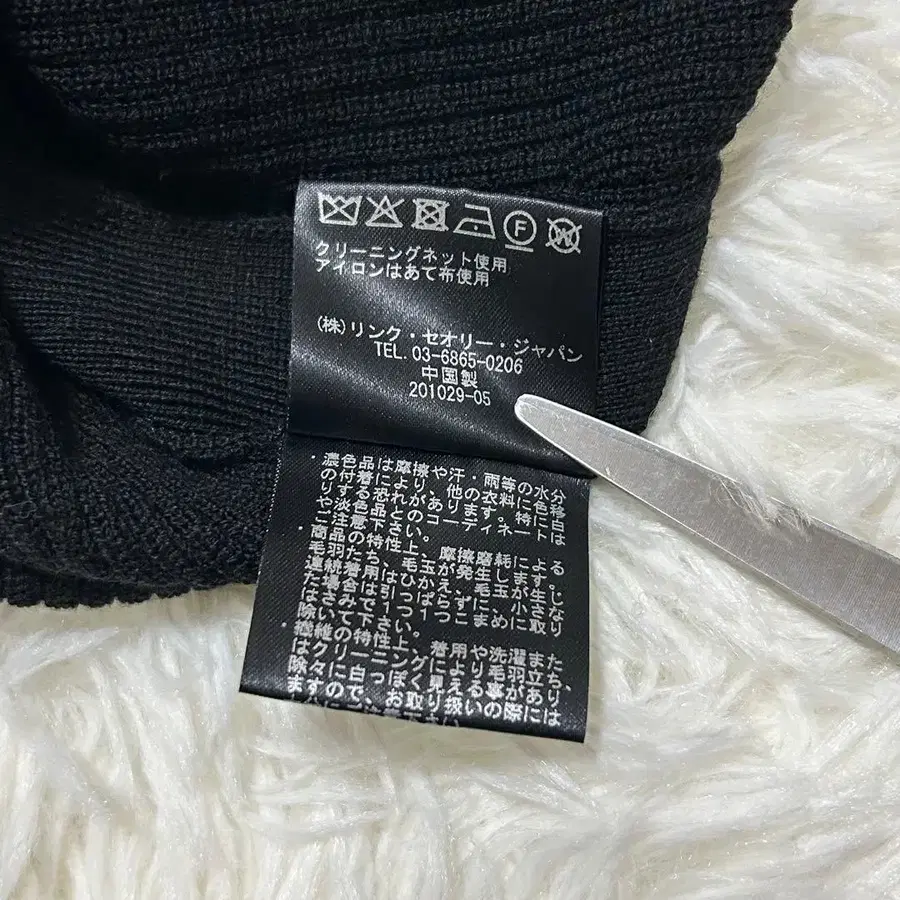 F W
クリーニングネット使用
アイロンはあて布使用
(株)リンク・セオリー・ジャパン
TEL. 03-6865-0206
中国製
201029-05
・濃色品は摩擦や汗・雨等の水分
の付着により、他の衣料に色移
りする恐れがあります。特に白
や淡色品とのコーディネート
ご注意下さい。
・商品の特性上、摩擦磨耗による
毛羽たち、毛玉が発生します。
連続着用はひかえ、毛玉が生じ
た場合は引っぱらずに、小さな
はさみで1つ1つこまめに取り
除いて下さい。
・繊維の特性上、着用や洗濯また
はクリーニングにより毛羽立ち、
除々に白っぽく見える事があり
ますので、お取り扱いの際には